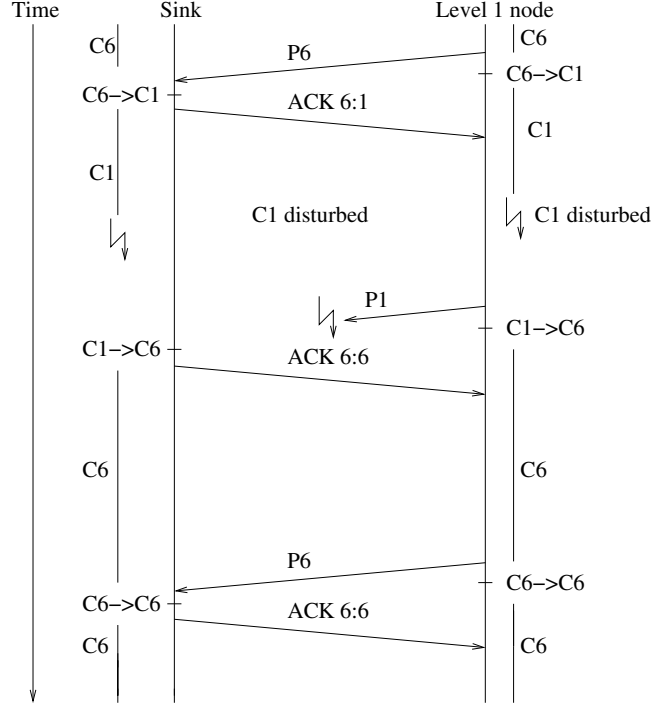 Time Sink Level 1 node
C6 P6 C6
C6->C1 C6->C1
ACK 6:1
C1 C1
C1 disturbed C1 disturbed
P1
C1->C6 C1->C6
ACK 6:6
C6 C6
P6
C6->C6 C6->C6
ACK 6:6
C6 C6